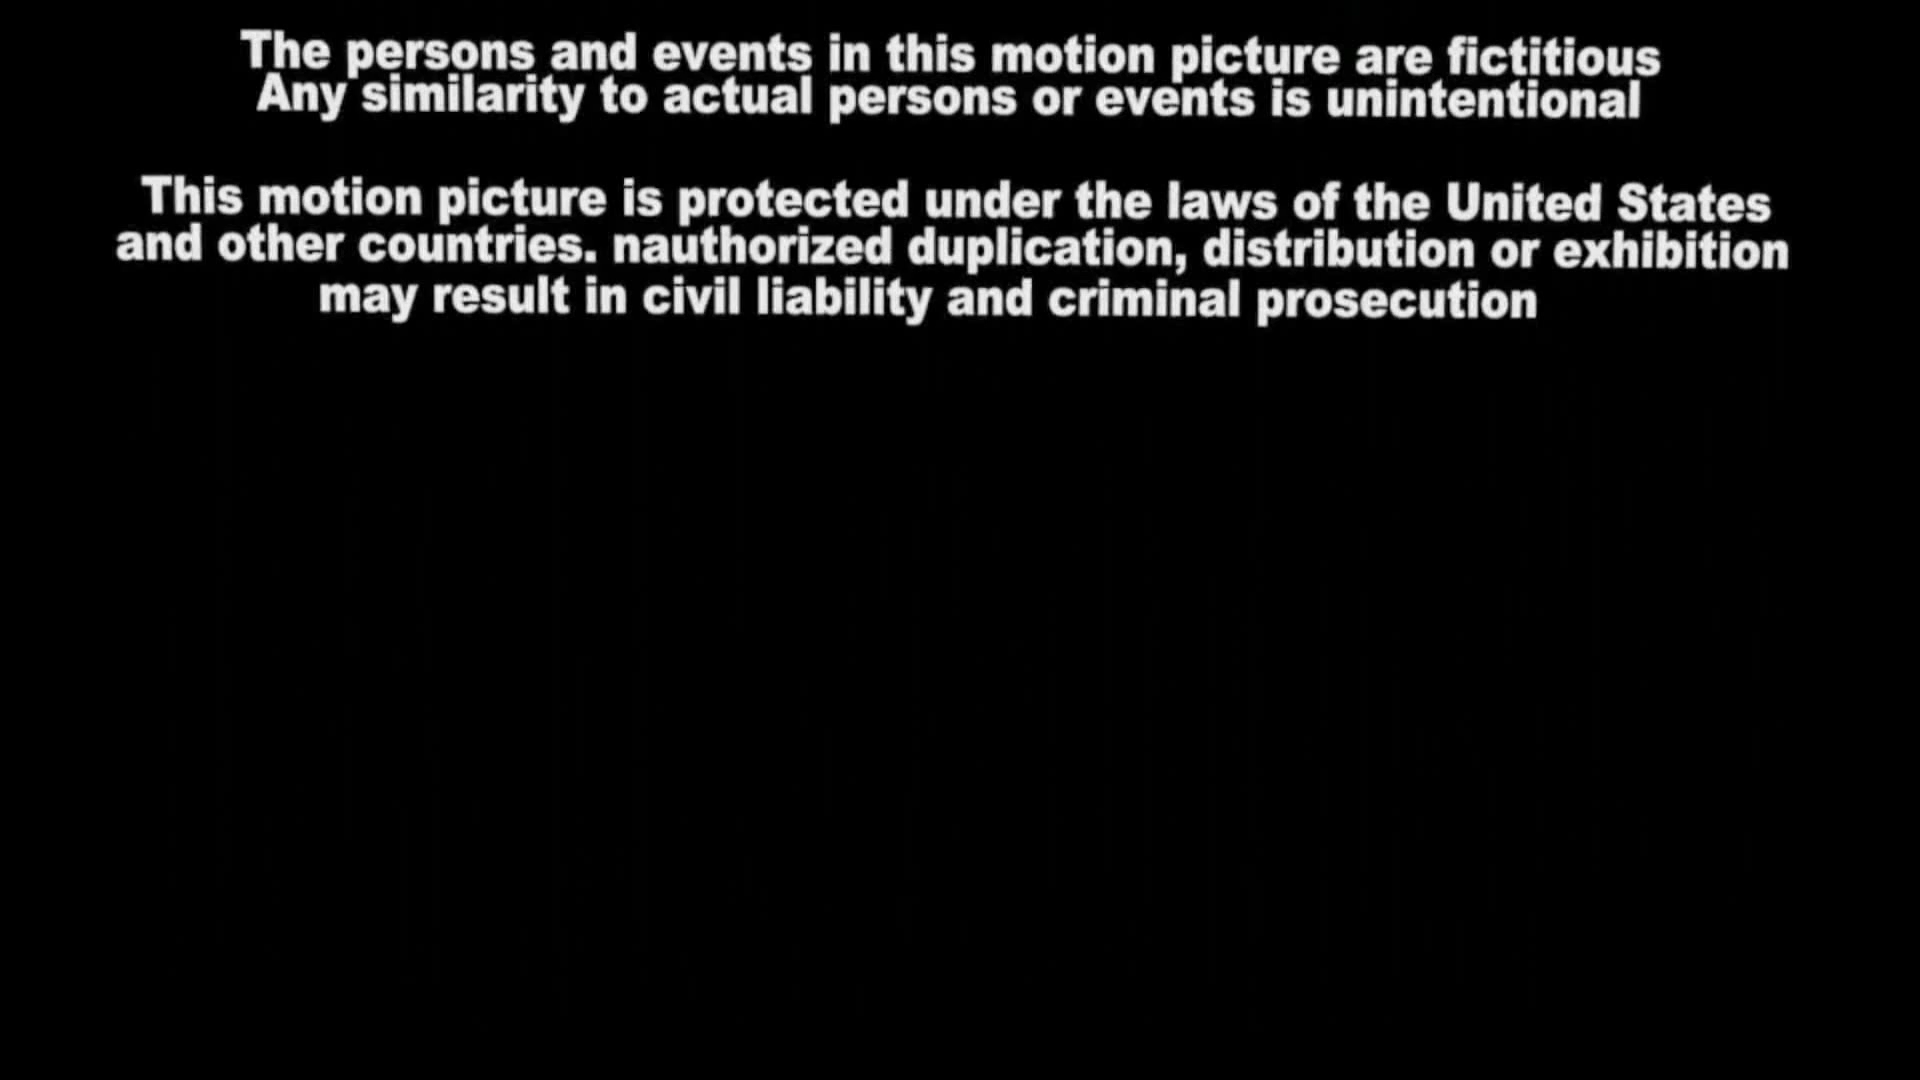 The persons and events in this motion picture are fictitious
Any similarity to actual persons or events is unintentional
This motion picture is protected under the laws of the United States
and other countries. nauthorized duplication, distribution or exhibition
may result in civil liability and criminal prosecution